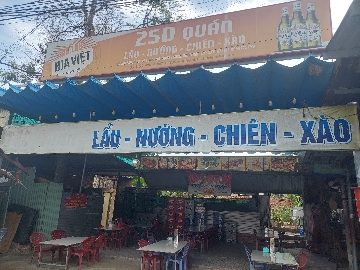 BIA VIỆT
25D QUÁN
LẨU - NƯỚNG - CHIÊN - XÀO
LẨU - NƯỚNG - CHIÊN - XÀO